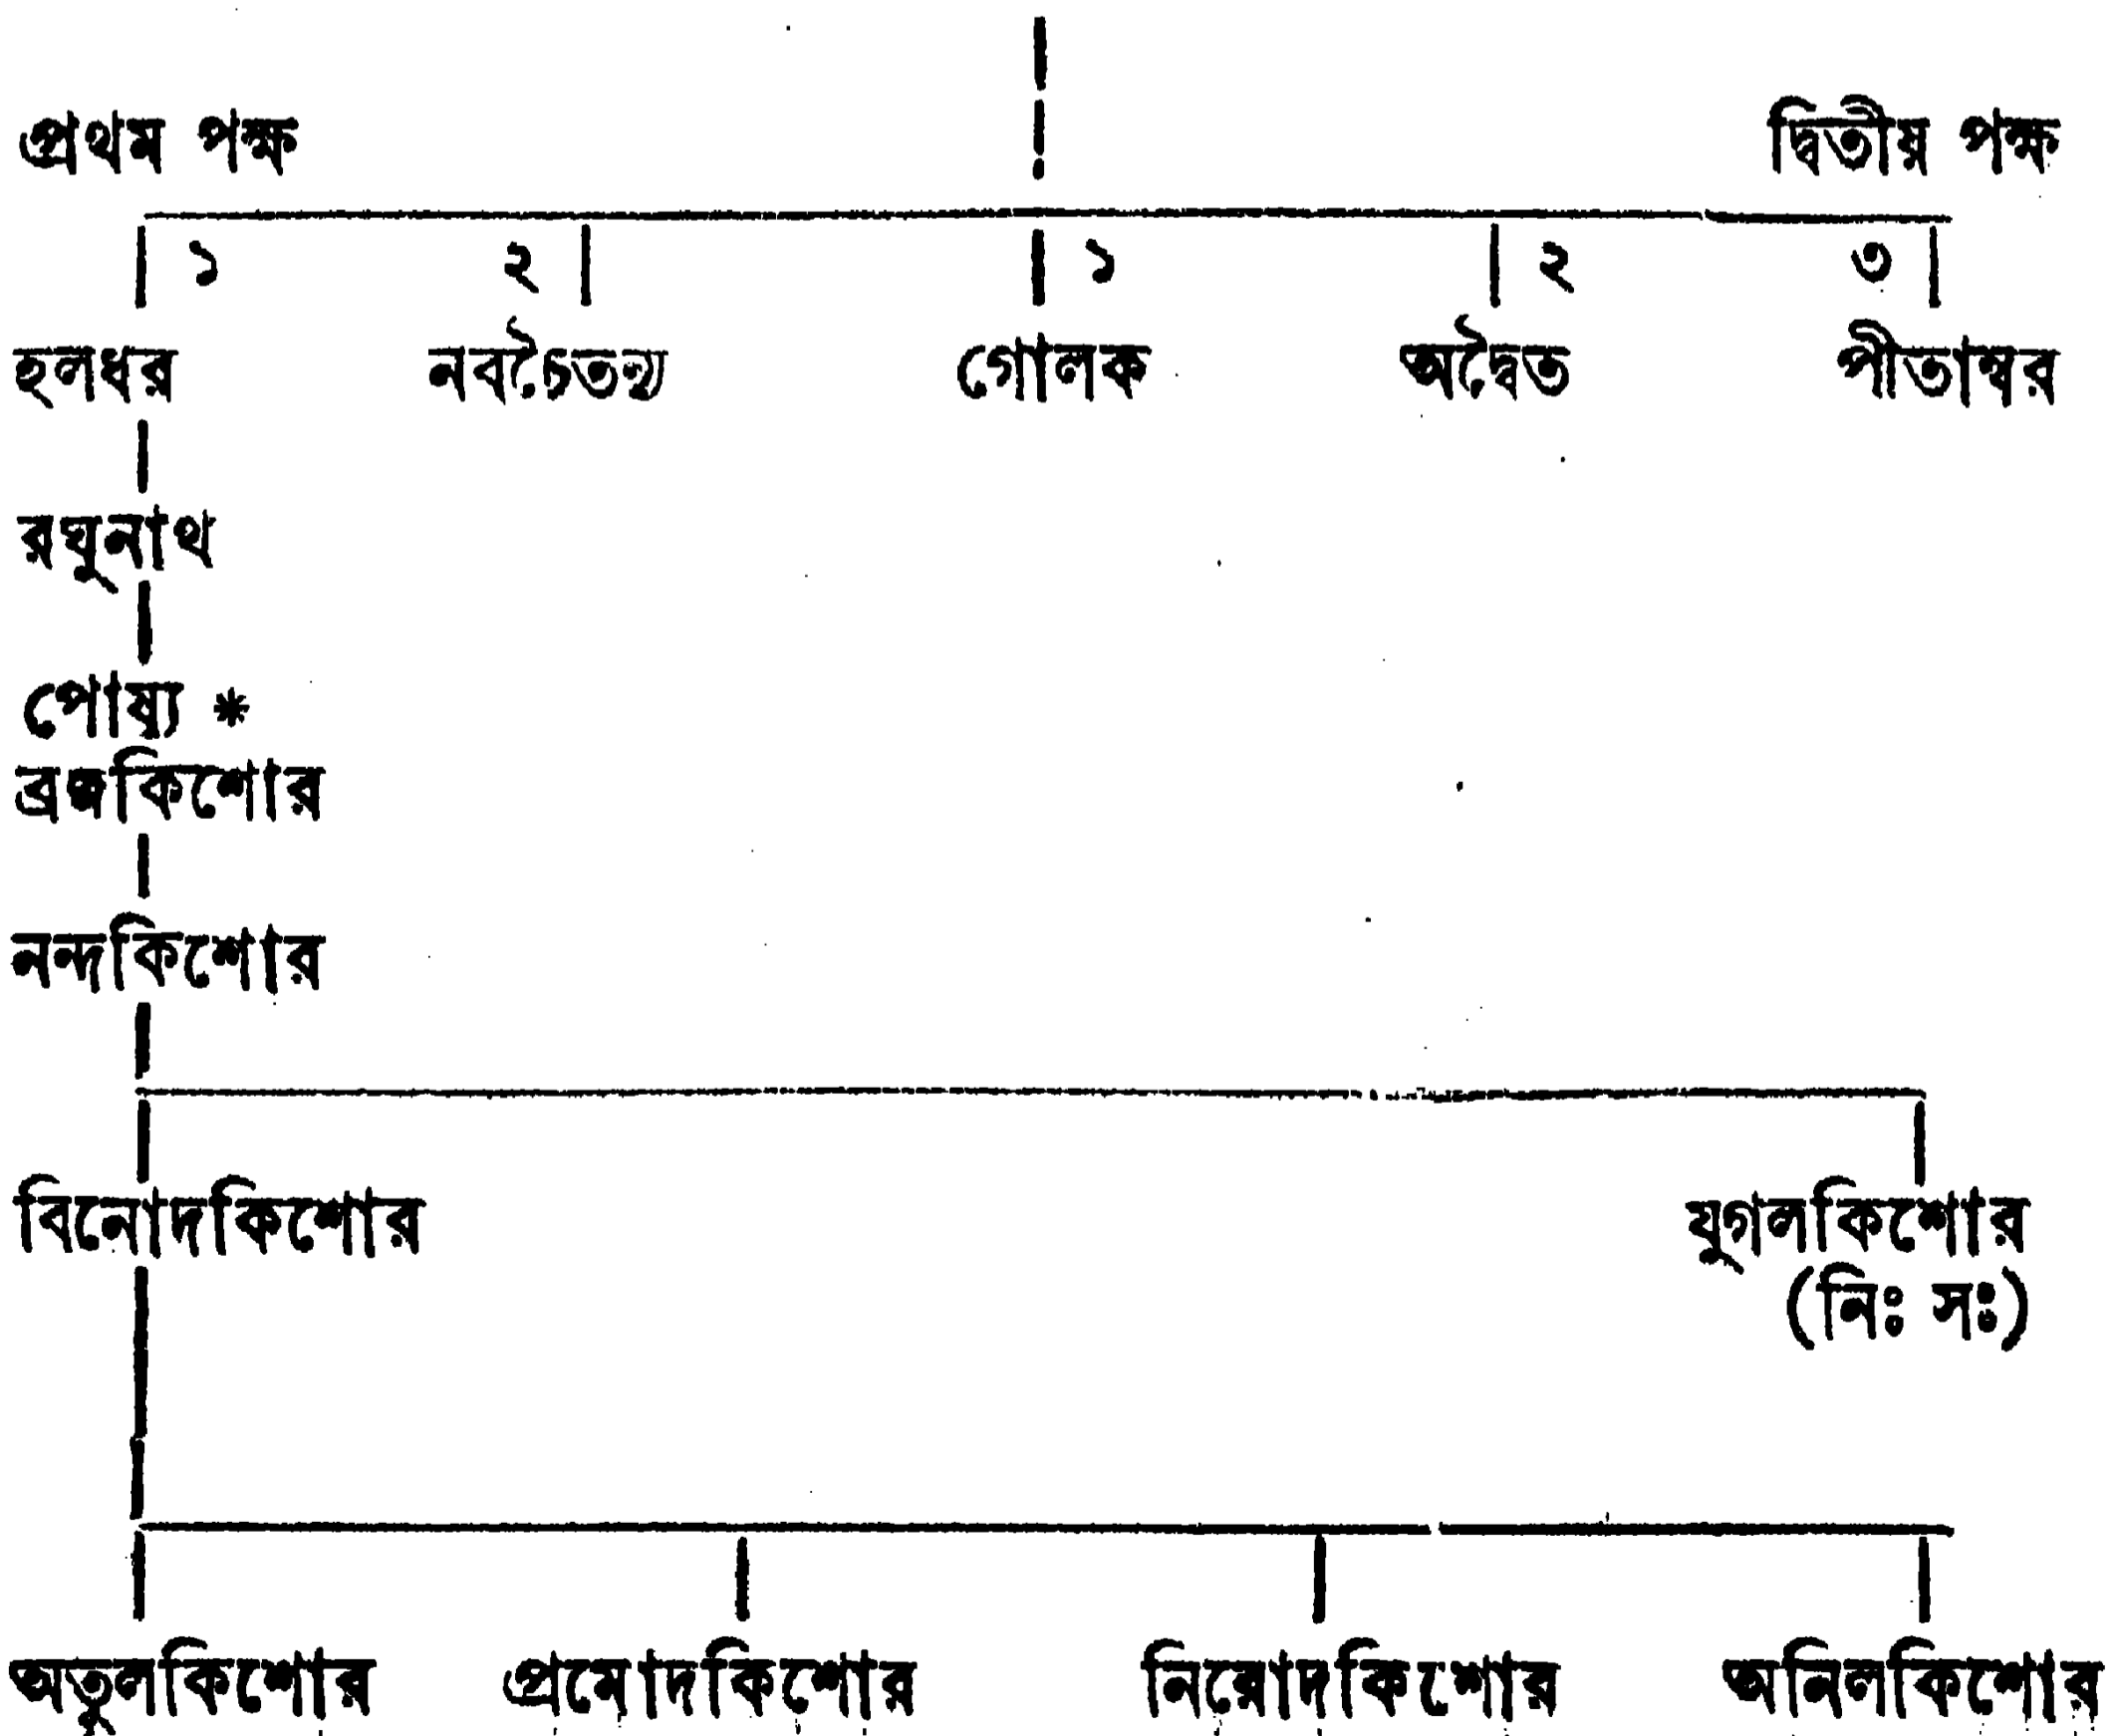 প্রথম পক্ষ দ্বিতীয় পক্ষ
১ ২ ১ ২ ৩
হলধর নবচৈতন্য গোলক অদ্বৈত পীতাম্বর
রঘুনাথ
পোষ্য *
ব্রজকিশোর
নন্দকিশোর
বিনোদকিশোর যুগলকিশোর
(নিঃ সঃ)
অতুলকিশোর প্রমোদকিশোর নিরোদকিশোর অনিলকিশোর